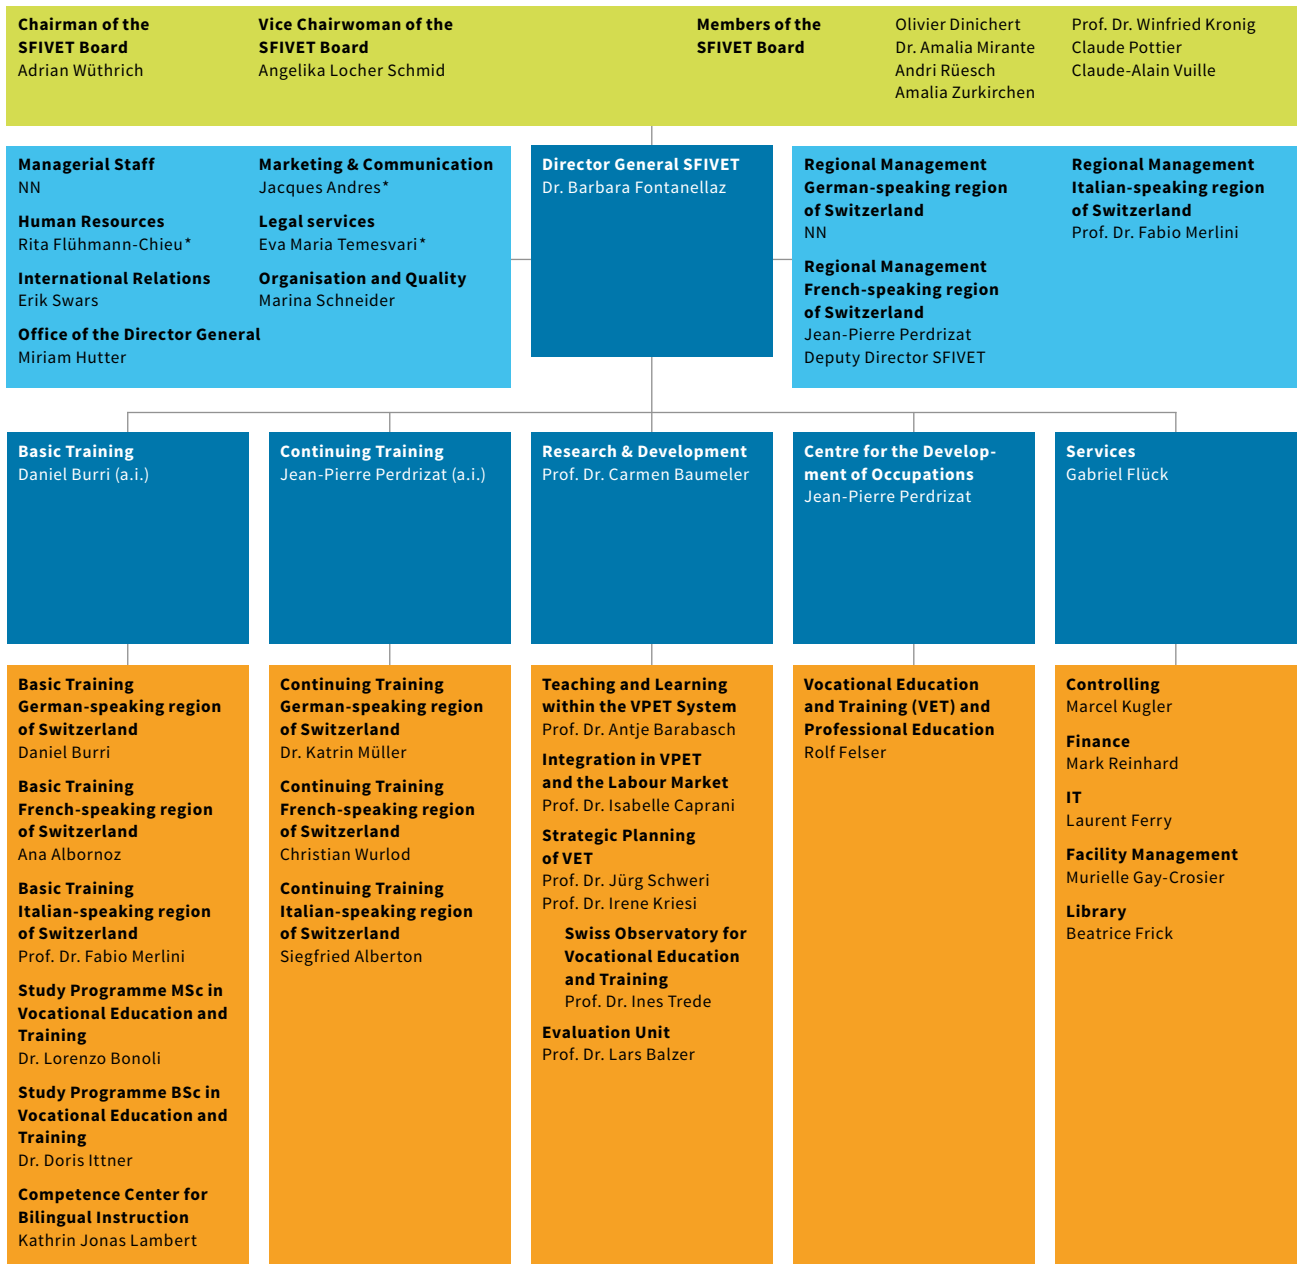 Chairman of the
SFIVET Board
Adrian Wüthrich
Vice Chairwoman of the
SFIVET Board
Angelika Locher Schmid
Members of the
SFIVET Board
Olivier Dinichert
Dr. Amalia Mirante
Andri Rüesch
Amalia Zurkirchen
Prof. Dr. Winfried Kronig
Claude Pottier
Claude-Alain Vuille
Managerial Staff
NN
Human Resources
Rita Flühmann-Chieu*
International Relations
Erik Swars
Office of the Director General
Miriam Hutter
Marketing & Communication
Jacques Andres*
Legal services
Eva Maria Temesvari*
Organisation and Quality
Marina Schneider
Director General SFIVET
Dr. Barbara Fontanellaz
Regional Management
German-speaking region
of Switzerland
NN
Regional Management
French-speaking region
of Switzerland
Jean-Pierre Perdrizat
Deputy Director SFIVET
Regional Management
Italian-speaking region
of Switzerland
Prof. Dr. Fabio Merlini
Basic Training
Daniel Burri (a.i.)
Continuing Training
Jean-Pierre Perdrizat (a.i.)
Research & Development
Prof. Dr. Carmen Baumeler
Centre for the Develop-
ment of Occupations
Jean-Pierre Perdrizat
Services
Gabriel Flück
Basic Training
German-speaking region
of Switzerland
Daniel Burri
Basic Training
French-speaking region
of Switzerland
Ana Albornoz
Basic Training
Italian-speaking region
of Switzerland
Prof. Dr. Fabio Merlini
Study Programme MSc in
Vocational Education and
Training
Dr. Lorenzo Bonoli
Study Programme BSc in
Vocational Education and
Training
Dr. Doris Ittner
Competence Center for
Bilingual Instruction
Kathrin Jonas Lambert
Continuing Training
German-speaking region
of Switzerland
Dr. Katrin Müller
Continuing Training
French-speaking region
of Switzerland
Christian Wurlod
Continuing Training
Italian-speaking region
of Switzerland
Siegfried Alberton
Teaching and Learning
within the VPET System
Prof. Dr. Antje Barabasch
Integration in VPET
and the Labour Market
Prof. Dr. Isabelle Caprani
Strategic Planning
of VET
Prof. Dr. Jürg Schweri
Prof. Dr. Irene Kriesi
Swiss Observatory for
Vocational Education
and Training
Prof. Dr. Ines Trede
Evaluation Unit
Prof. Dr. Lars Balzer
Vocational Education
and Training (VET) and
Professional Education
Rolf Felser
Controlling
Marcel Kugler
Finance
Mark Reinhard
IT
Laurent Ferry
Facility Management
Murielle Gay-Crosier
Library
Beatrice Frick